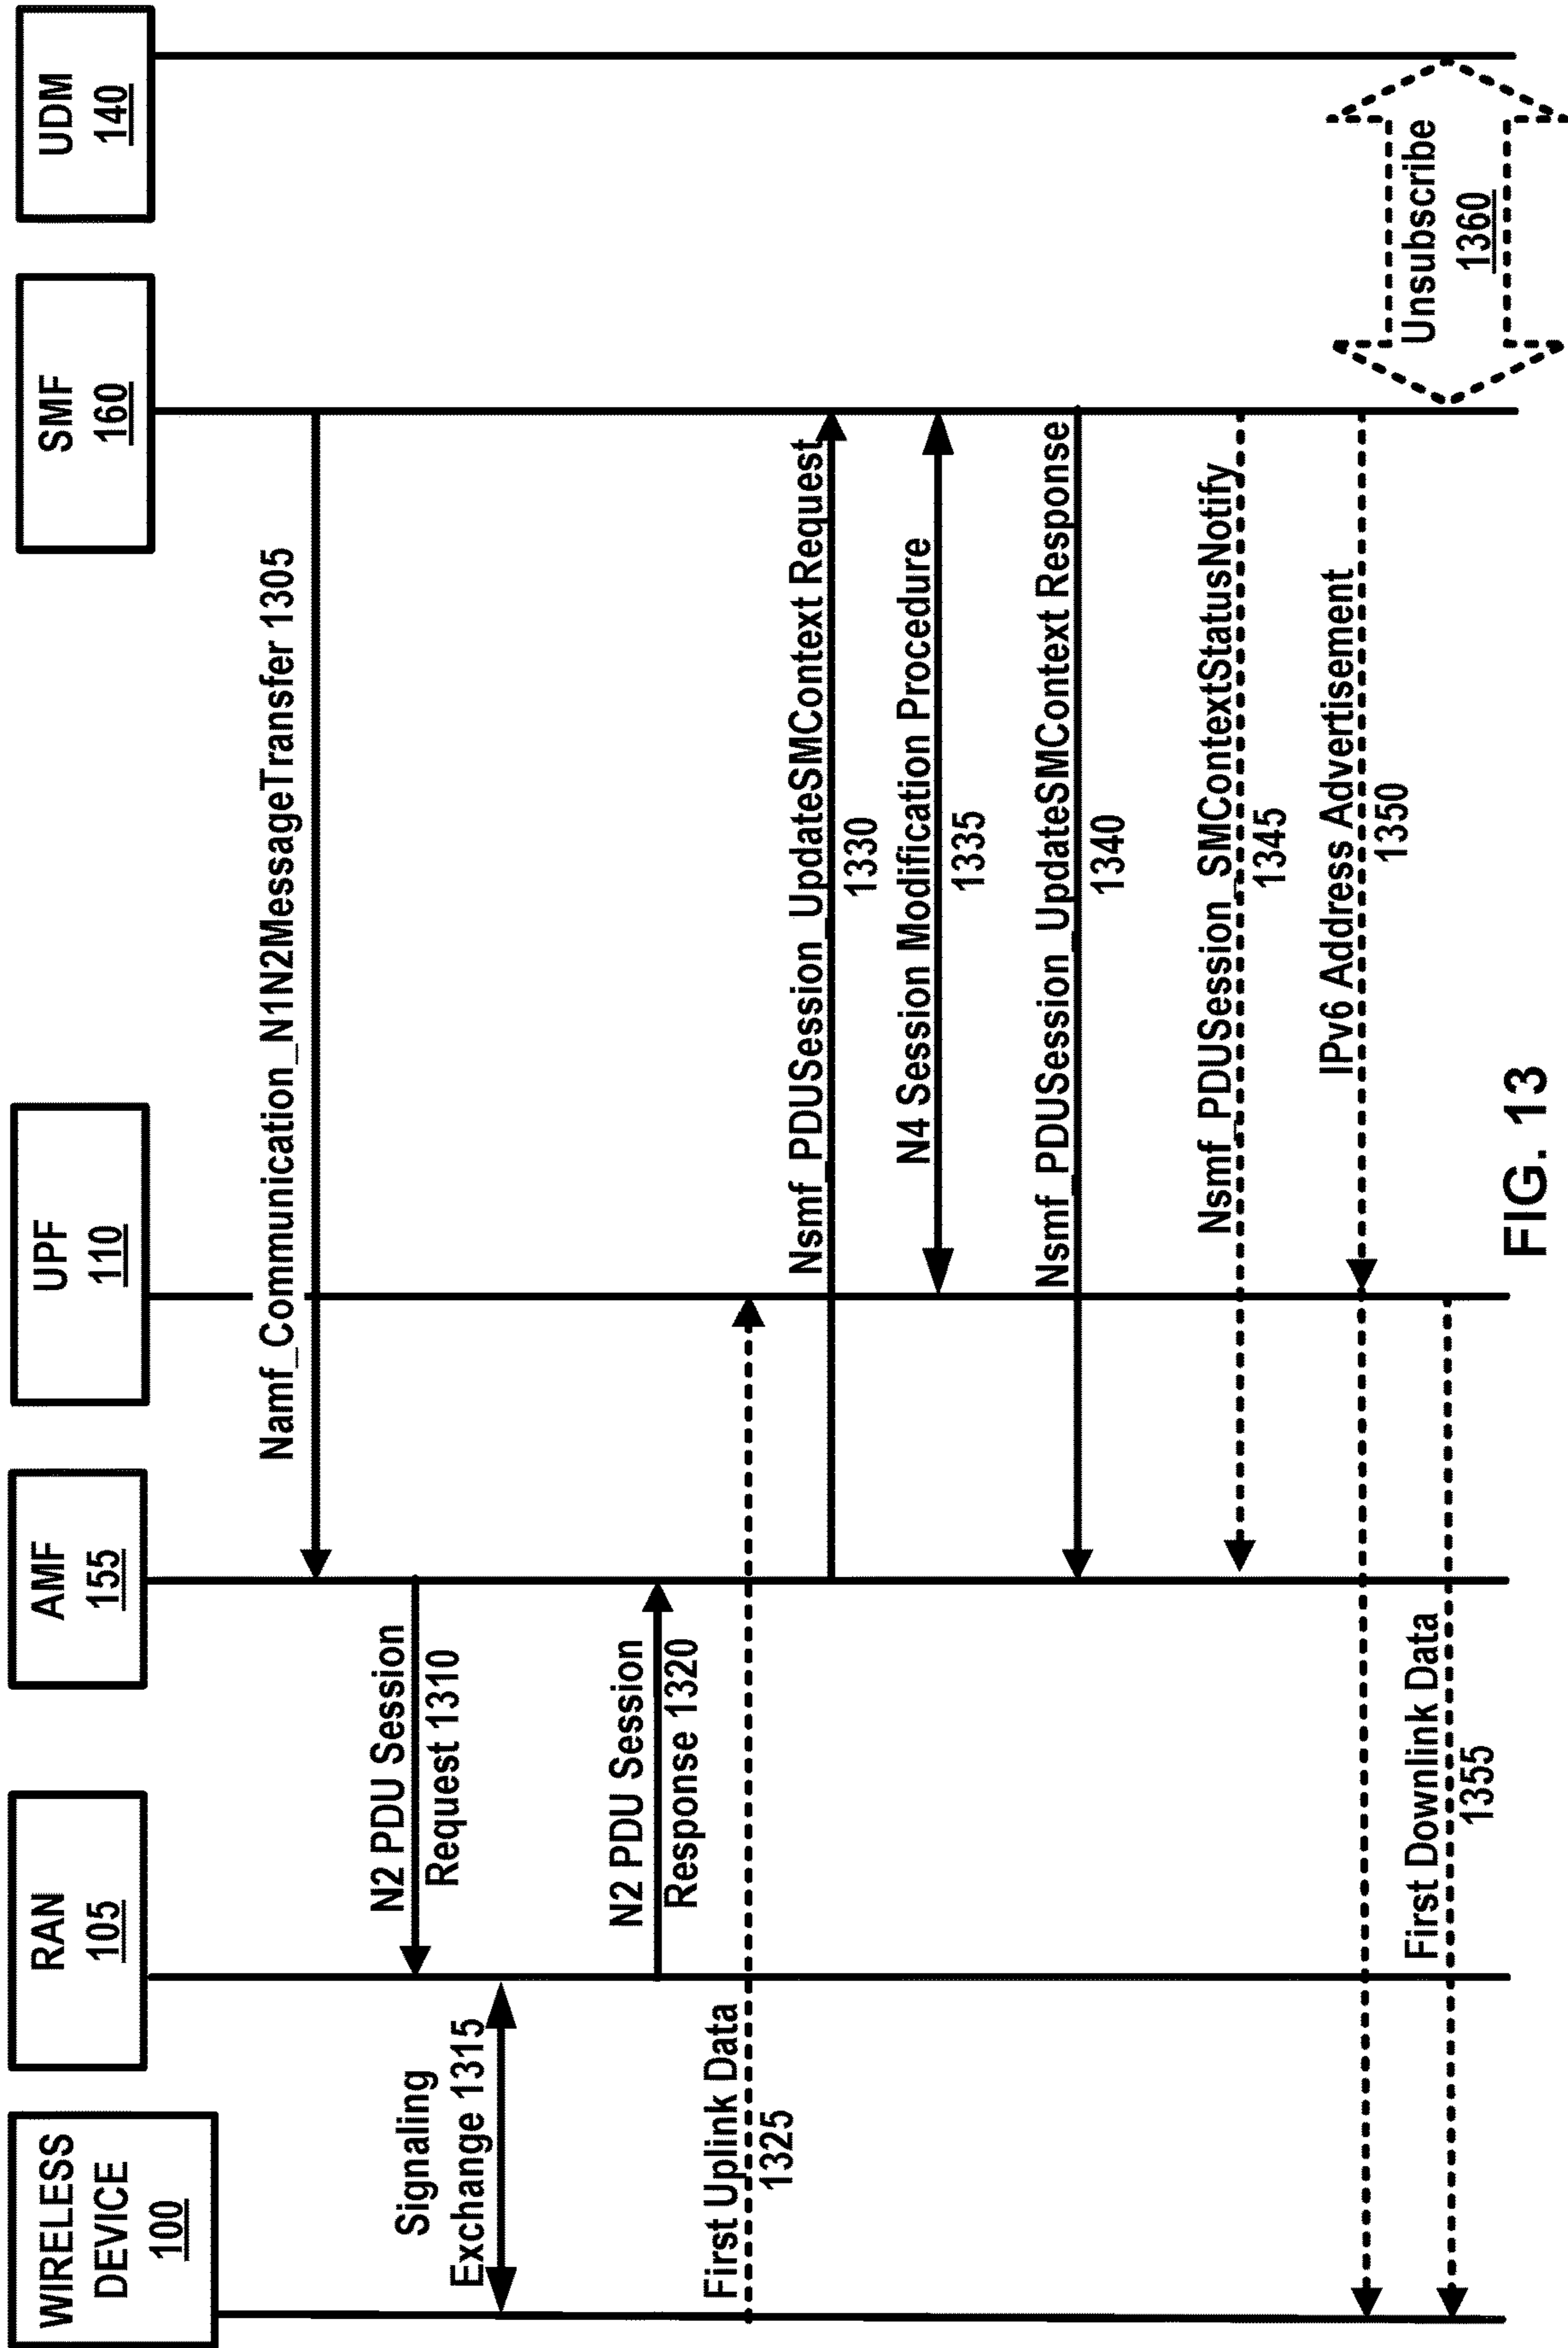 WIRELESS
DEVICE
100
RAN
105
AMF
155
UPF
110
SMF
160
UDM
140
Namf_Communication_N1N2MessageTransfer 1305
N2 PDU Session
Request 1310
Signaling
Exchange 1315
N2 PDU Session
Response 1320
First Uplink Data
1325
Nsmf_PDUSession_UpdateSMContext Request
1330
N4 Session Modification Procedure
1335
Nsmf_PDUSession_UpdateSMContext Response
1340
Nsmf_PDUSession_SMContextStatusNotify
1345
IPv6 Address Advertisement
1350
First Downlink Data
1355
Unsubscribe
1360
FIG. 13